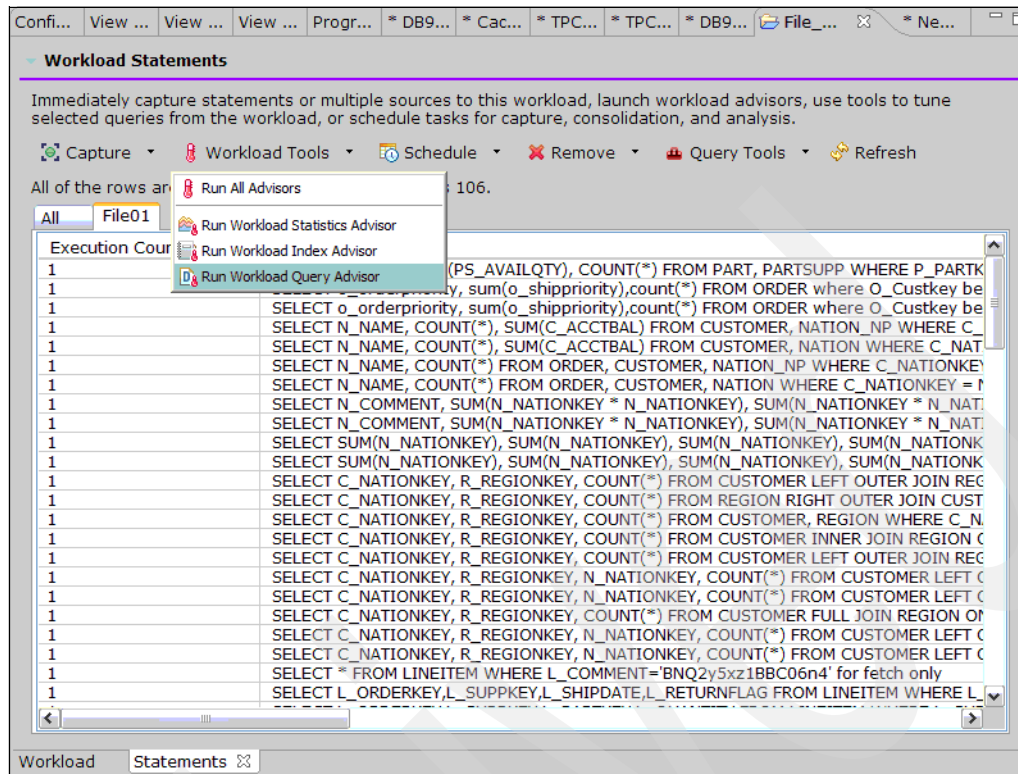 Confi... View ... View ... View ... Progr... * DB9... * Cac... * TPC... * TPC... * DB9... File_... * Ne...
Workload Statements
Immediately capture statements or multiple sources to this workload, launch workload advisors, use tools to tune
selected queries from the workload, or schedule tasks for capture, consolidation, and analysis.
Capture Workload Tools Schedule Remove Query Tools Refresh
All of the rows ar 106.
Run All Advisors
Run Workload Statistics Advisor
Run Workload Index Advisor
Run Workload Query Advisor
All File01
Execution Cour
1 (PS_AVAILQTY), COUNT(*) FROM PART, PARTSUPP WHERE P_PARTK
1 SELECT o_orderpriority, sum(o_shippriority),count(*) FROM ORDER where O_Custkey be
1 SELECT o_orderpriority, sum(o_shippriority),count(*) FROM ORDER where O_Custkey be
1 SELECT N_NAME, COUNT(*), SUM(C_ACCTBAL) FROM CUSTOMER, NATION_NP WHERE C_
1 SELECT N_NAME, COUNT(*), SUM(C_ACCTBAL) FROM CUSTOMER, NATION WHERE C_NAT
1 SELECT N_NAME, COUNT(*) FROM ORDER, CUSTOMER, NATION_NP WHERE C_NATIONKEY
1 SELECT N_NAME, COUNT(*) FROM ORDER, CUSTOMER, NATION WHERE C_NATIONKEY = N
1 SELECT N_COMMENT, SUM(N_NATIONKEY * N_NATIONKEY), SUM(N_NATIONKEY * N_NATI
1 SELECT N_COMMENT, SUM(N_NATIONKEY * N_NATIONKEY), SUM(N_NATIONKEY * N_NATI
1 SELECT SUM(N_NATIONKEY), SUM(N_NATIONKEY), SUM(N_NATIONKEY), SUM(N_NATIONK
1 SELECT SUM(N_NATIONKEY), SUM(N_NATIONKEY), SUM(N_NATIONKEY), SUM(N_NATIONK
1 SELECT C_NATIONKEY, R_REGIONKEY, COUNT(*) FROM CUSTOMER LEFT OUTER JOIN REG
1 SELECT C_NATIONKEY, R_REGIONKEY, COUNT(*) FROM REGION RIGHT OUTER JOIN CUST
1 SELECT C_NATIONKEY, R_REGIONKEY, COUNT(*) FROM CUSTOMER, REGION WHERE C_N
1 SELECT C_NATIONKEY, R_REGIONKEY, COUNT(*) FROM CUSTOMER INNER JOIN REGION
1 SELECT C_NATIONKEY, R_REGIONKEY, COUNT(*) FROM CUSTOMER LEFT OUTER JOIN REG
1 SELECT C_NATIONKEY, R_REGIONKEY, N_NATIONKEY, COUNT(*) FROM CUSTOMER LEFT
1 SELECT C_NATIONKEY, R_REGIONKEY, N_NATIONKEY, COUNT(*) FROM CUSTOMER LEFT
1 SELECT C_NATIONKEY, R_REGIONKEY, COUNT(*) FROM CUSTOMER FULL JOIN REGION ON
1 SELECT C_NATIONKEY, R_REGIONKEY, N_NATIONKEY, COUNT(*) FROM CUSTOMER LEFT
1 SELECT C_NATIONKEY, R_REGIONKEY, N_NATIONKEY, COUNT(*) FROM CUSTOMER LEFT
1 SELECT * FROM LINEITEM WHERE L_COMMENT='BNQ2y5xz1BBC06n4' for fetch only
1 SELECT L_ORDERKEY,L_SUPPKEY,L_SHIPDATE,L_RETURNFLAG FROM LINEITEM WHERE L_
Workload Statements